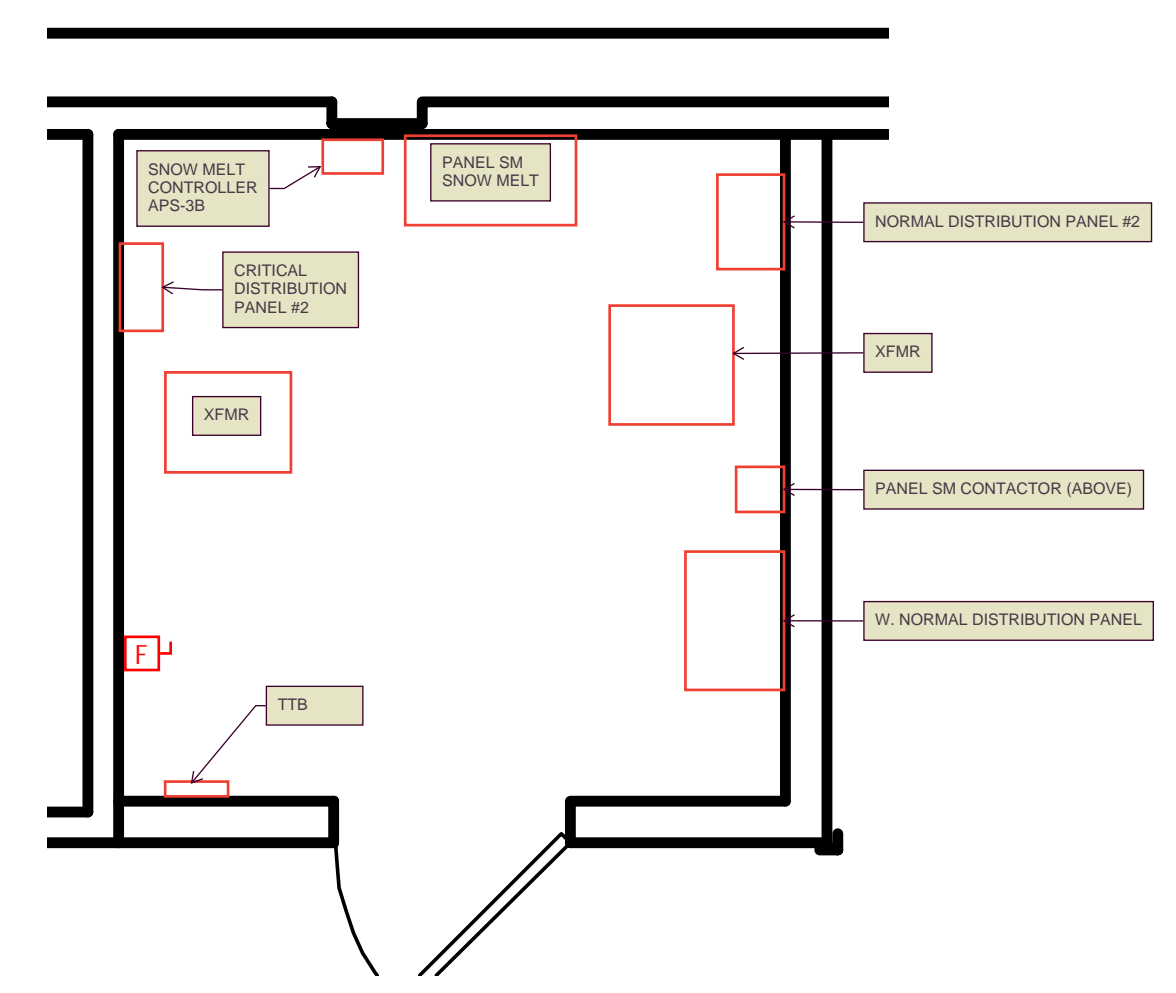 SNOW MELT
CONTROLLER
APS-3B
PANEL SM
SNOW MELT
NORMAL DISTRIBUTION PANEL #2
CRITICAL
DISTRIBUTION
PANEL #2
XFMR
XFMR
PANEL SM CONTACTOR (ABOVE)
W. NORMAL DISTRIBUTION PANEL
F
TTB